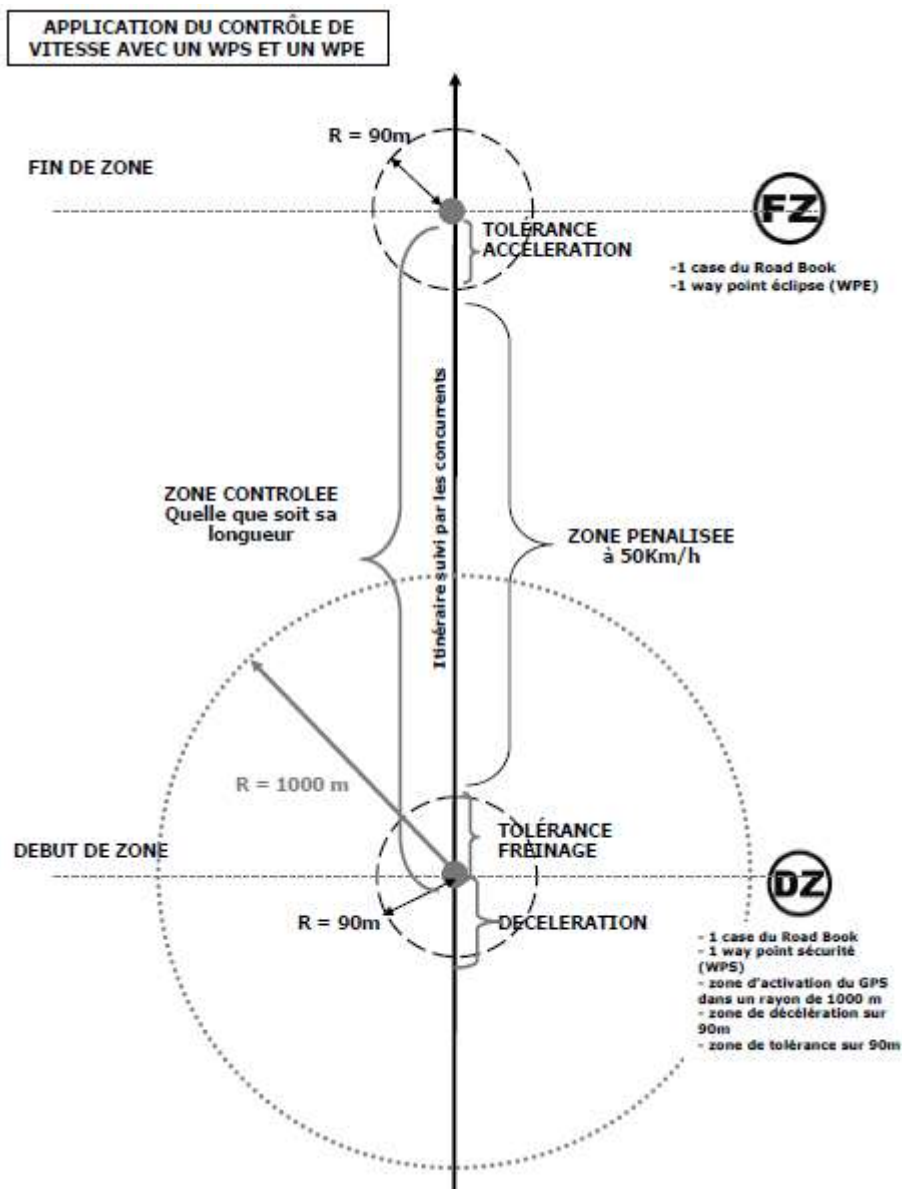 APPLICATION DU CONTRÔLE DE
VITESSE AVEC UN WPS ET UN WPE
R = 90m
FIN DE ZONE
FZ
TOLÉRANCE
ACCÉLERATION
-1 case du Road Book
-1 way point éclipse (WPE)
Itinéraire suivi par les concurrents
ZONE CONTROLEE
Quelle que soit sa
longueur
ZONE PENALISEE
à 50Km/h
R = 1000 m
TOLÉRANCE
FREINAGE
DEBUT DE ZONE
DZ
R = 90m
DECELERATION
- 1 case du Road Book
- 1 way point sécurité
(WPS)
- zone d'activation du GPS
dans un rayon de 1000 m
- zone de décélération sur
90m
- zone de tolérance sur 90m